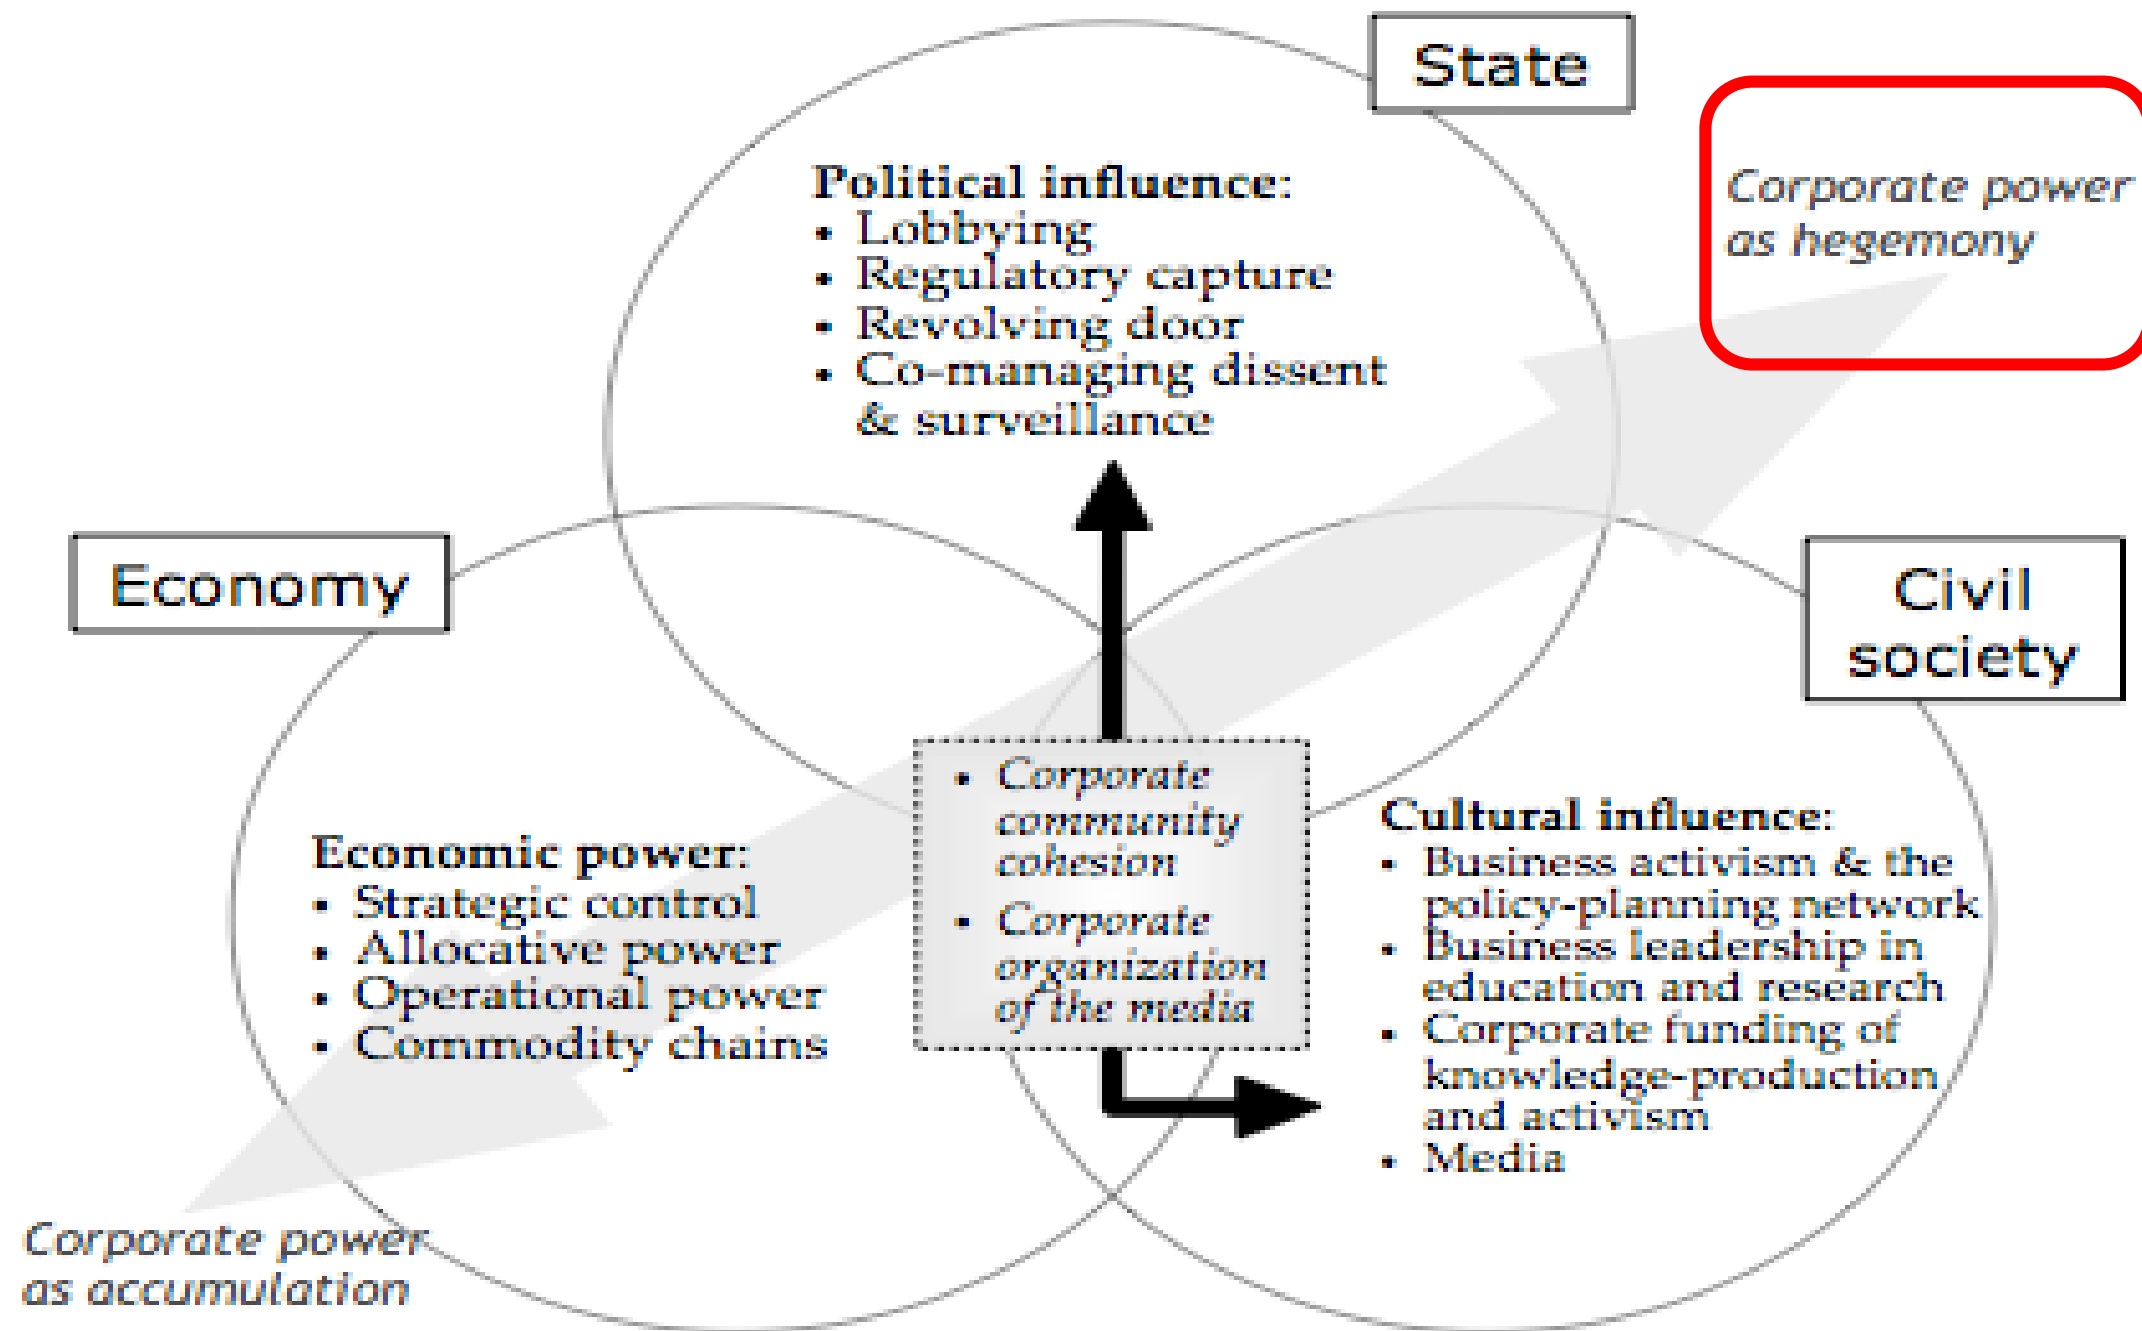 State
Corporate power
as hegemony
Political influence:
• Lobbying
• Regulatory capture
• Revolving door
• Co-managing dissent
& surveillance
Economy
Civil
society
• Corporate
community
cohesion
• Corporate
organization
of the media
Economic power:
• Strategic control
• Allocative power
• Operational power
• Commodity chains
Cultural influence:
• Business activism & the
policy-planning network
• Business leadership in
education and research
• Corporate funding of
knowledge-production
and activism
• Media
Corporate power
as accumulation